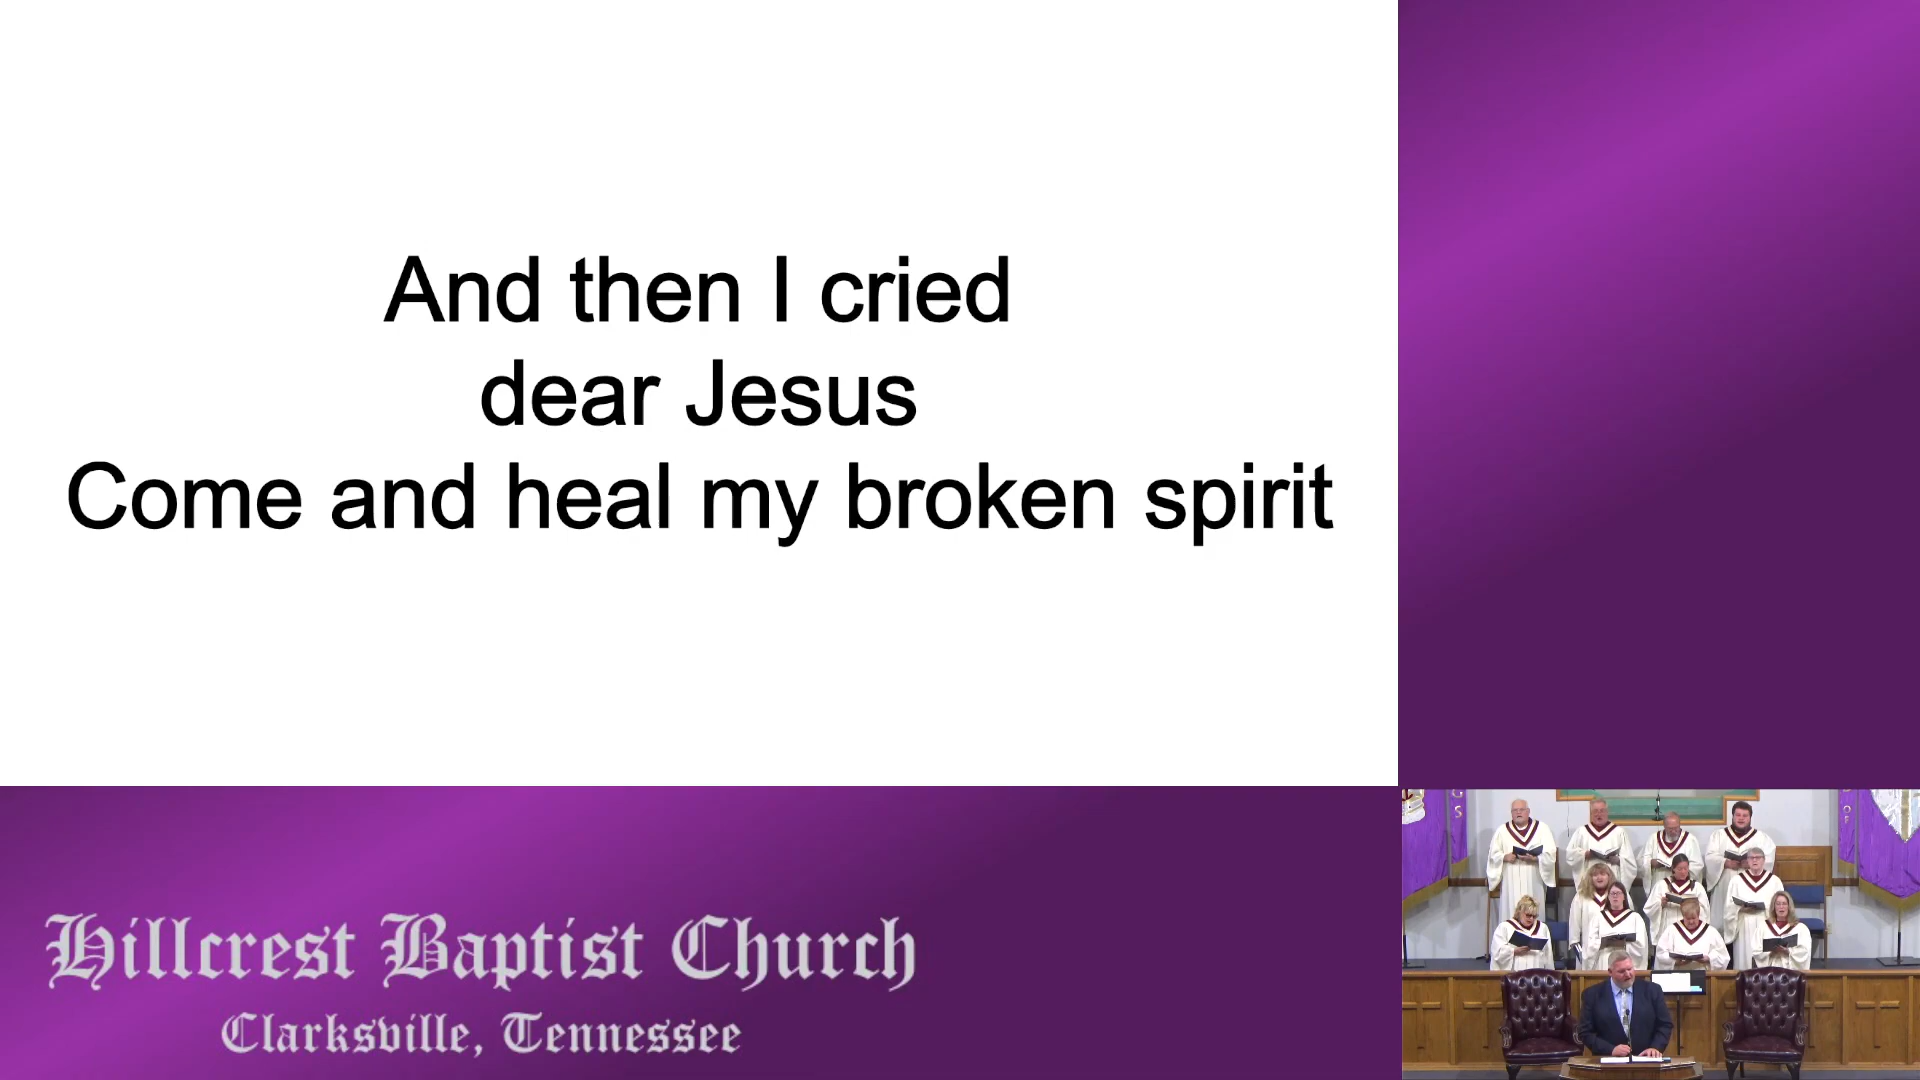 And then I cried
dear Jesus
Come and heal my broken spirit
Hillcrest Baptist Church
Clarksville, Tennessee